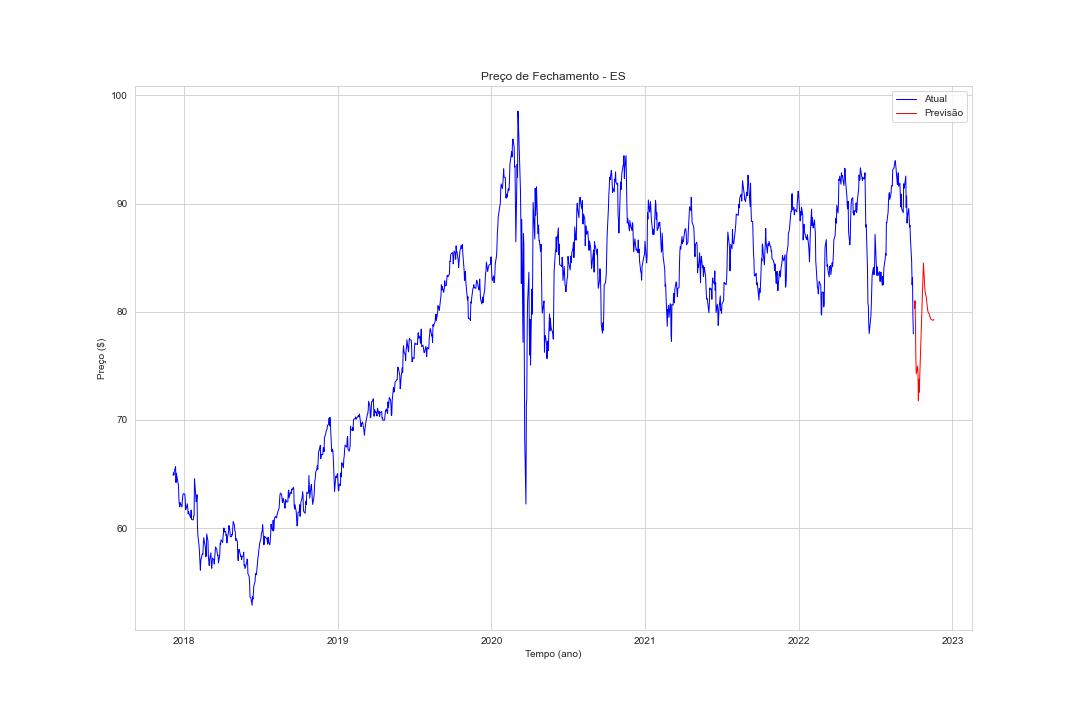 Preço de Fechamento - ES
Atual
Previsão
100
90
80
70
60
Preço ($)
2018 2019 2020 2021 2022 2023
Tempo (ano)